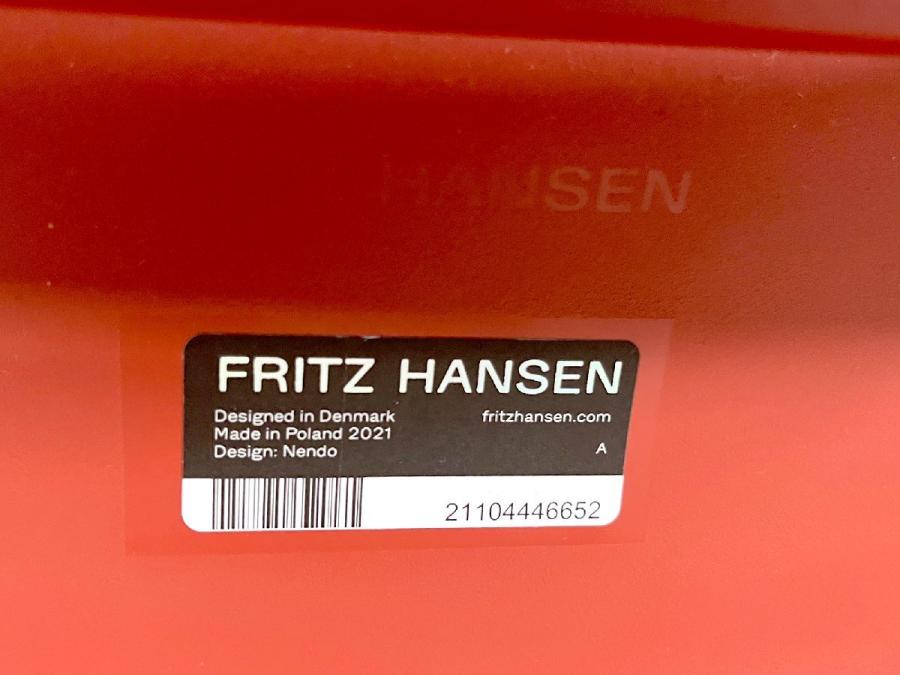 HANSEN
FRITZ HANSEN
Designed in Denmark
fritzhansen.com
Made in Poland 2021
Design: Nendo
A
21104446652